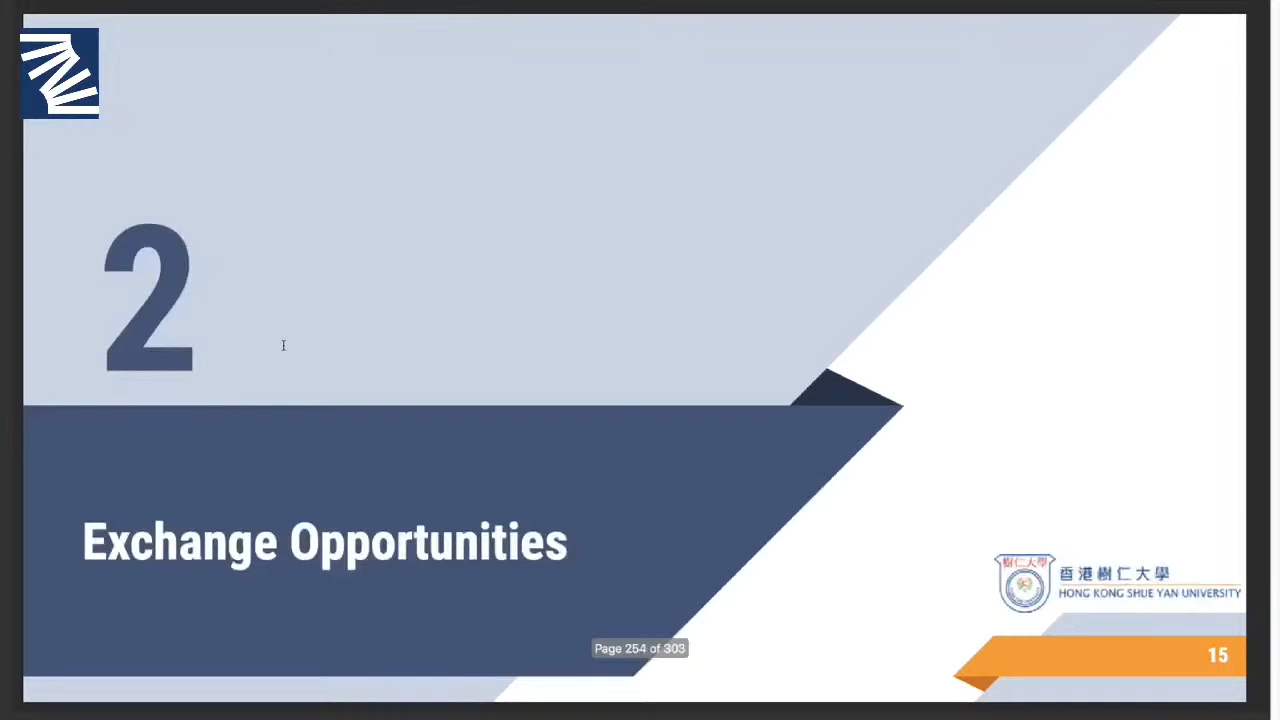 2
Exchange Opportunities
樹仁大學
香港樹仁大學
HONG KONG SHUE YAN UNIVERSITY
Page 254 of 303
15